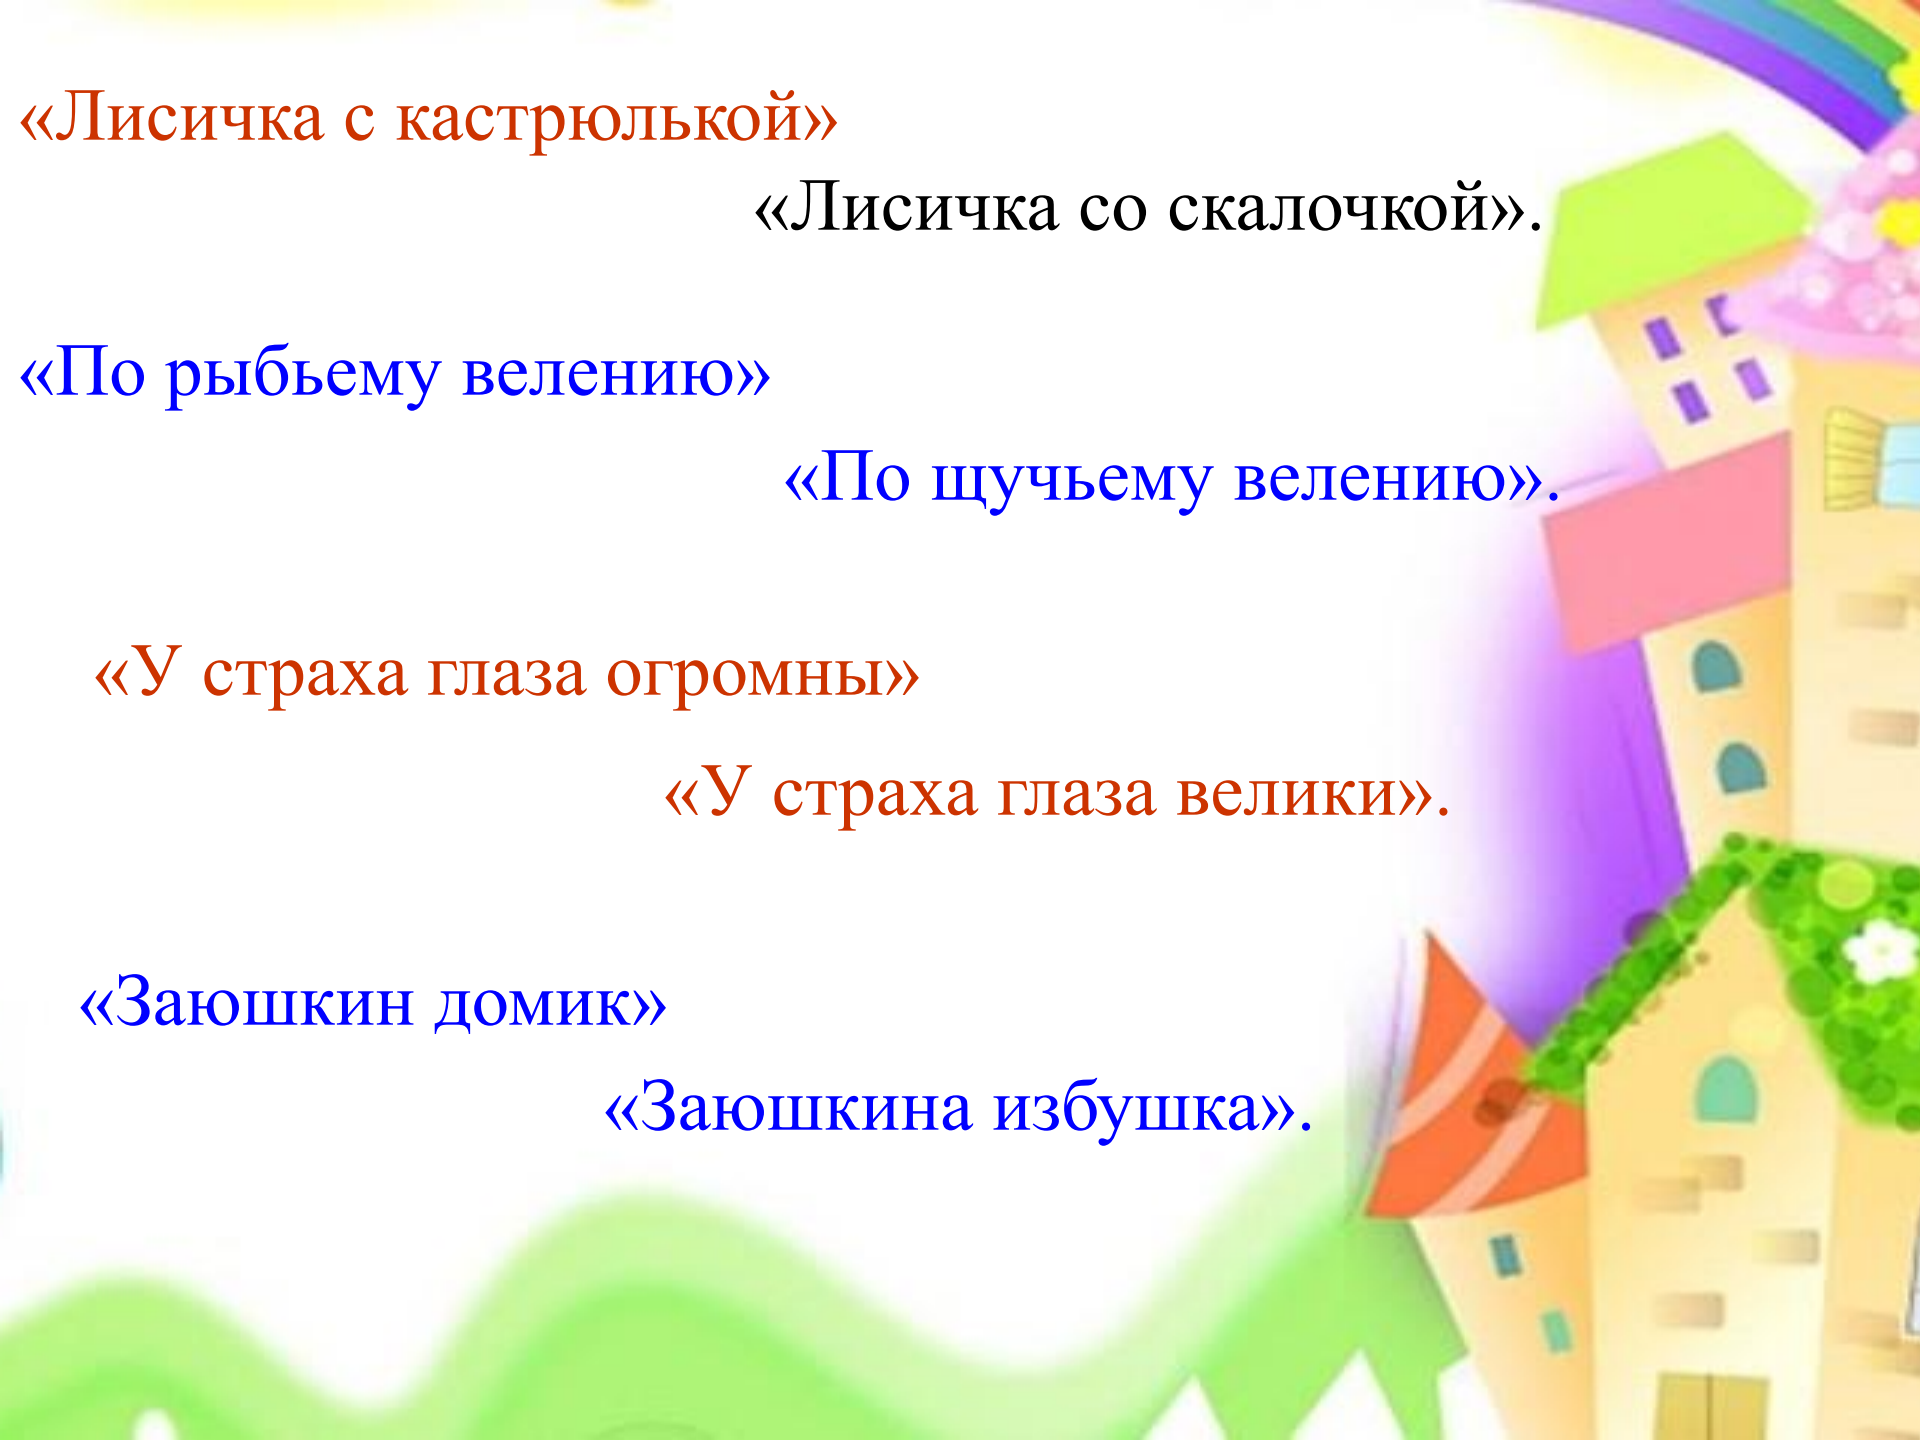 «Лисичка с кастрюлькой»
«Лисичка со скалочкой».
«По рыбьему велению»
«По щучьему велению».
«У страха глаза огромны»
«У страха глаза велики».
«Заюшкин домик»
«Заюшкина избушка».